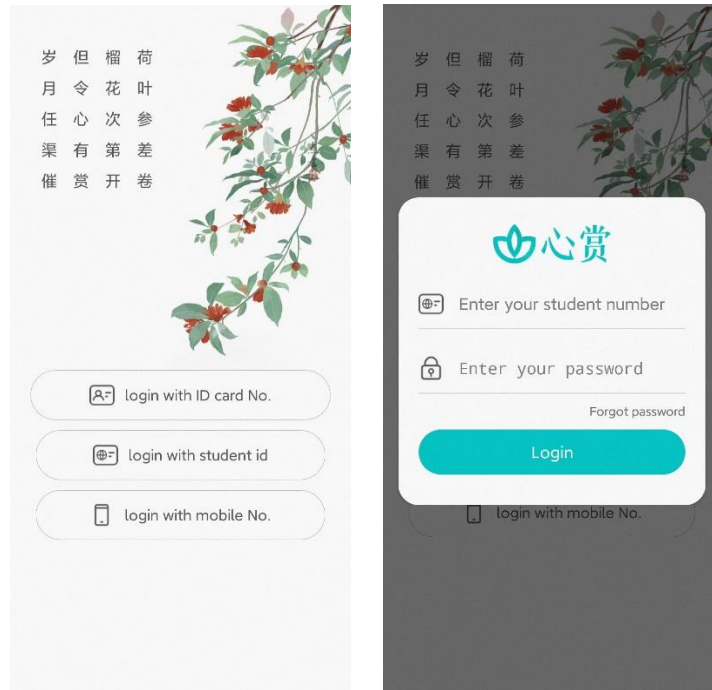 荷叶参差卷
榴花次第开
但令心有赏
岁月任渠催
login with ID card No.
login with student id
login with mobile No.
荷叶参差卷
榴花次第开
但令心有赏
岁月任渠催
心赏
Enter your student number
Enter your password
Forgot password
Login
login with mobile No.